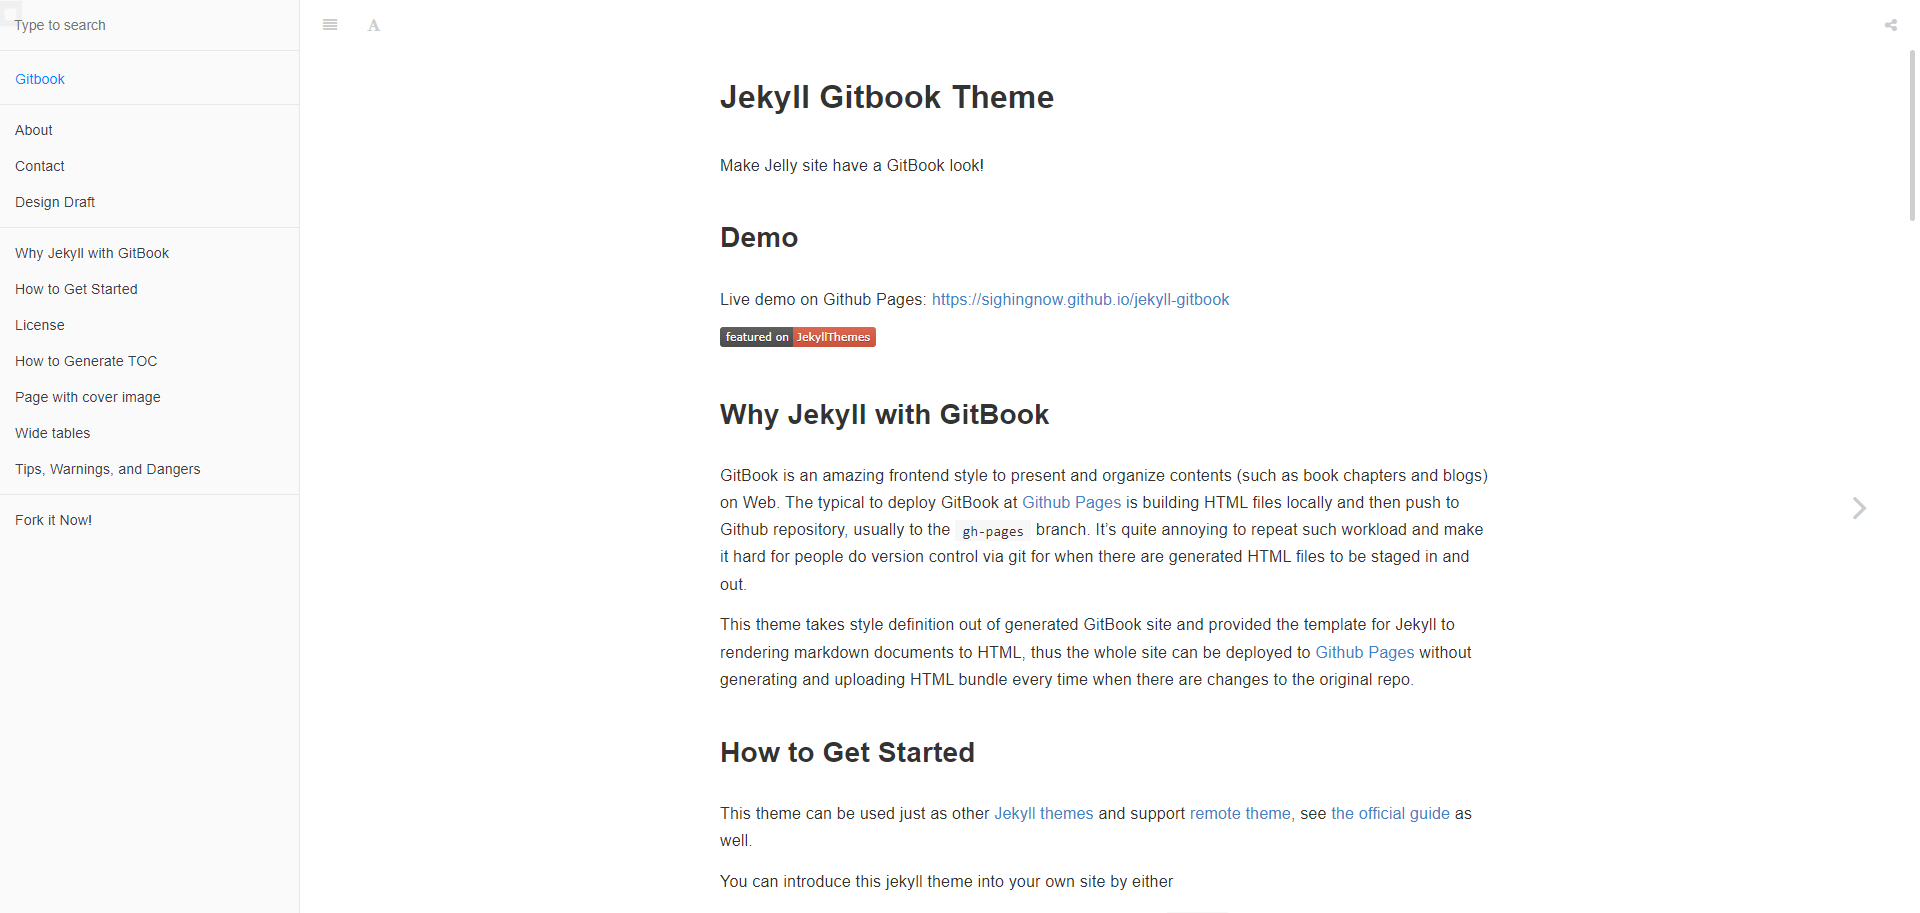 Type to search
A
Gitbook
About
Contact
Design Draft
Why Jekyll with GitBook
How to Get Started
License
How to Generate TOC
Page with cover image
Wide tables
Tips, Warnings, and Dangers
Fork it Now!
Jekyll Gitbook Theme
Make Jelly site have a GitBook look!
Demo
Live demo on Github Pages: https://sighingnow.github.io/jekyll-gitbook
featured on JekyllThemes
Why Jekyll with GitBook
GitBook is an amazing frontend style to present and organize contents (such as book chapters and blogs)
on Web. The typical to deploy GitBook at Github Pages is building HTML files locally and then push to
Github repository, usually to the gh-pages branch. It’s quite annoying to repeat such workload and make
it hard for people do version control via git for when there are generated HTML files to be staged in and
out.
This theme takes style definition out of generated GitBook site and provided the template for Jekyll to
rendering markdown documents to HTML, thus the whole site can be deployed to Github Pages without
generating and uploading HTML bundle every time when there are changes to the original repo.
How to Get Started
This theme can be used just as other Jekyll themes and support remote theme, see the official guide as
well.
You can introduce this jekyll theme into your own site by either